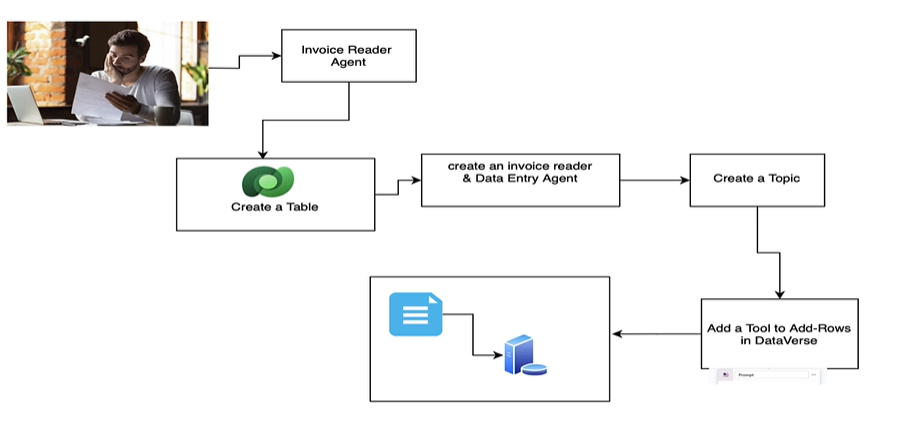 Invoice Reader
Agent
Create a Table
create an invoice reader
& Data Entry Agent
Create a Topic
Add a Tool to Add-Rows
in DataVerse
Prompt